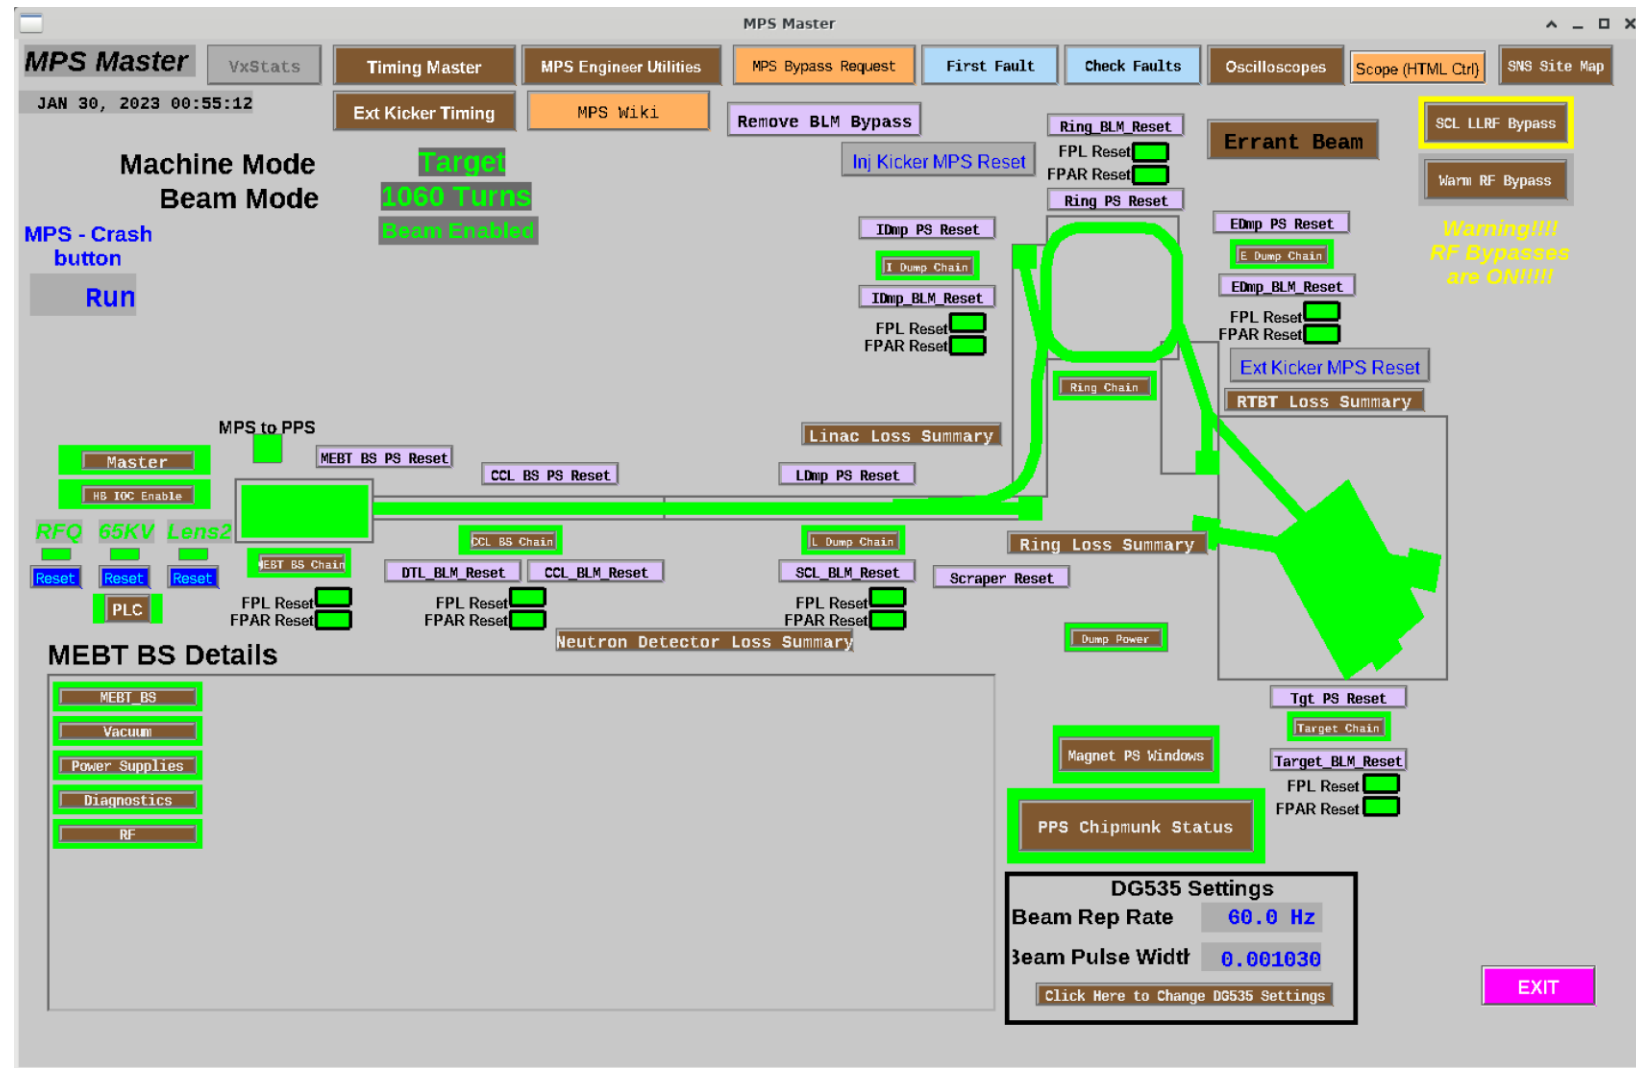 MPS Master
MPS Master
VxStats
Timing Master
MPS Engineer Utilities
MPS Bypass Request
First Fault
Check Faults
Oscilloscopes
Scope (HTML Ctrl)
SNS Site Map
JAN 30, 2023 00:55:12
Ext Kicker Timing
MPS Wiki
Remove BLM Bypass
Ring_BLM_Reset
Errant Beam
SCL LLRF Bypass
FPL Reset
FPAR Reset
Inj Kicker MPS Reset
Warm RF Bypass
Machine Mode
Target
Beam Mode
1060 Turns
Beam Enabled
Ring PS Reset
MPS - Crash
button
Run
IDmp PS Reset
I Dump Chain
IDmp_BLM_Reset
FPL Reset
FPAR Reset
EDmp PS Reset
E Dump Chain
EDmp_BLM_Reset
FPL Reset
FPAR Reset
Warning!!!!
RF Bypasses
are ON!!!!!
Ext Kicker MPS Reset
Ring Chain
RTBT Loss Summary
MPS to PPS
Linac Loss Summary
Master
MEBT BS PS Reset
CCL BS PS Reset
LDmp PS Reset
HB IOC Enable
RFQ
65KV
Lens2
Reset
Reset
Reset
PLC
EBT BS Chain
CCL BS Chain
L Dump Chain
Ring Loss Summary
DTL_BLM_Reset
CCL_BLM_Reset
SCL_BLM_Reset
Scraper Reset
FPL Reset
FPAR Reset
FPL Reset
FPAR Reset
FPL Reset
FPAR Reset
Neutron Detector Loss Summary
Dump Power
MEBT BS Details
MEBT_BS
Vacuum
Power Supplies
Diagnostics
RF
Tgt PS Reset
Target Chain
Magnet PS Windows
Target_BLM_Reset
FPL Reset
FPAR Reset
PPS Chipmunk Status
DG535 Settings
Beam Rep Rate
60.0 Hz
Beam Pulse Width
0.001030
Click Here to Change DG535 Settings
EXIT